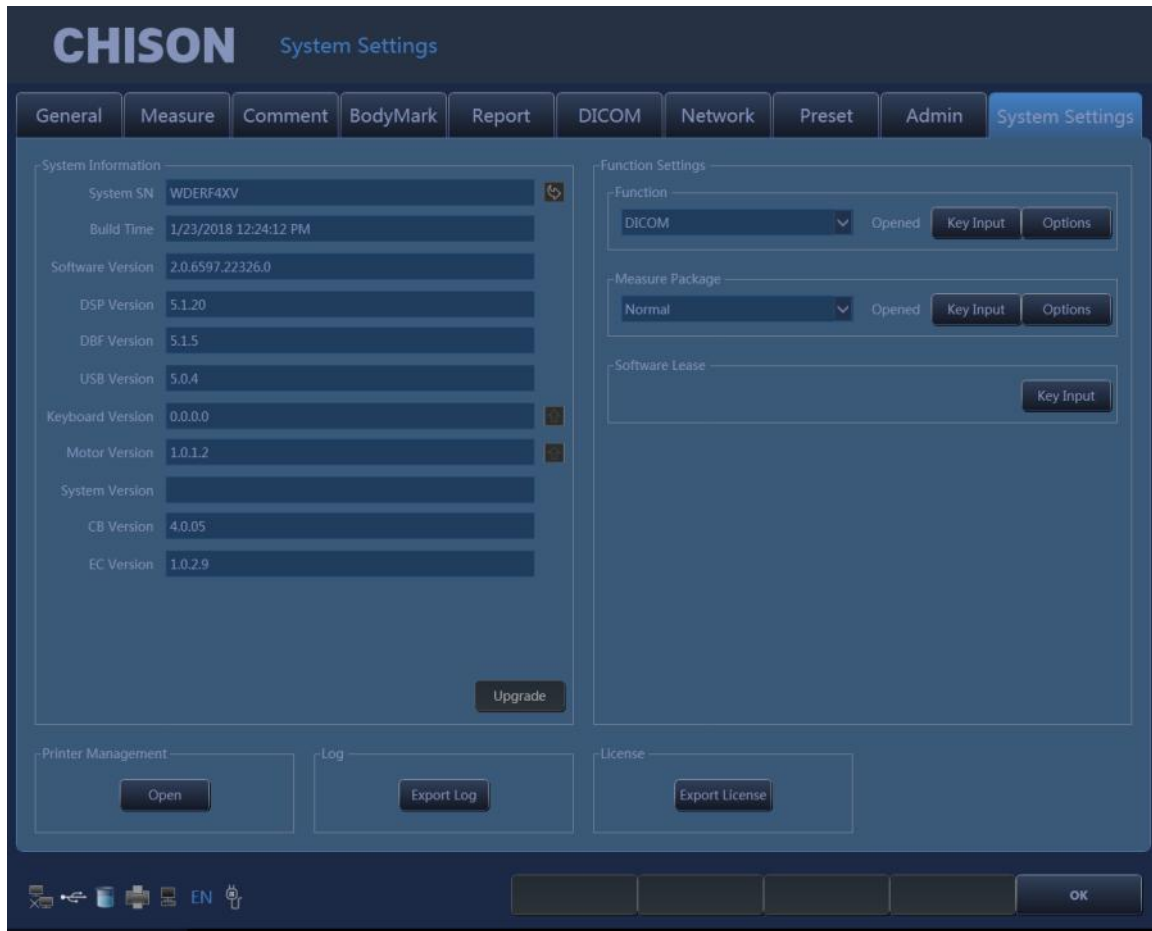 CHISON System Settings
General Measure Comment BodyMark Report DICOM Network Preset Admin System Settings
System Information
System SN WDERF4XV
Build Time 1/23/2018 12:24:12 PM
Software Version 2.0.6597.22326.0
DSP Version 5.1.20
DBF Version 5.1.5
USB Version 5.0.4
Keyboard Version 0.0.0.0
Motor Version 1.0.1.2
System Version
CB Version 4.0.05
EC Version 1.0.2.9
Upgrade
Function Settings
Function
DICOM Opened Key Input Options
Measure Package
Normal Opened Key Input Options
Software Lease
Key Input
Printer Management
Open
Log
Export Log
License
Export License
EN
OK